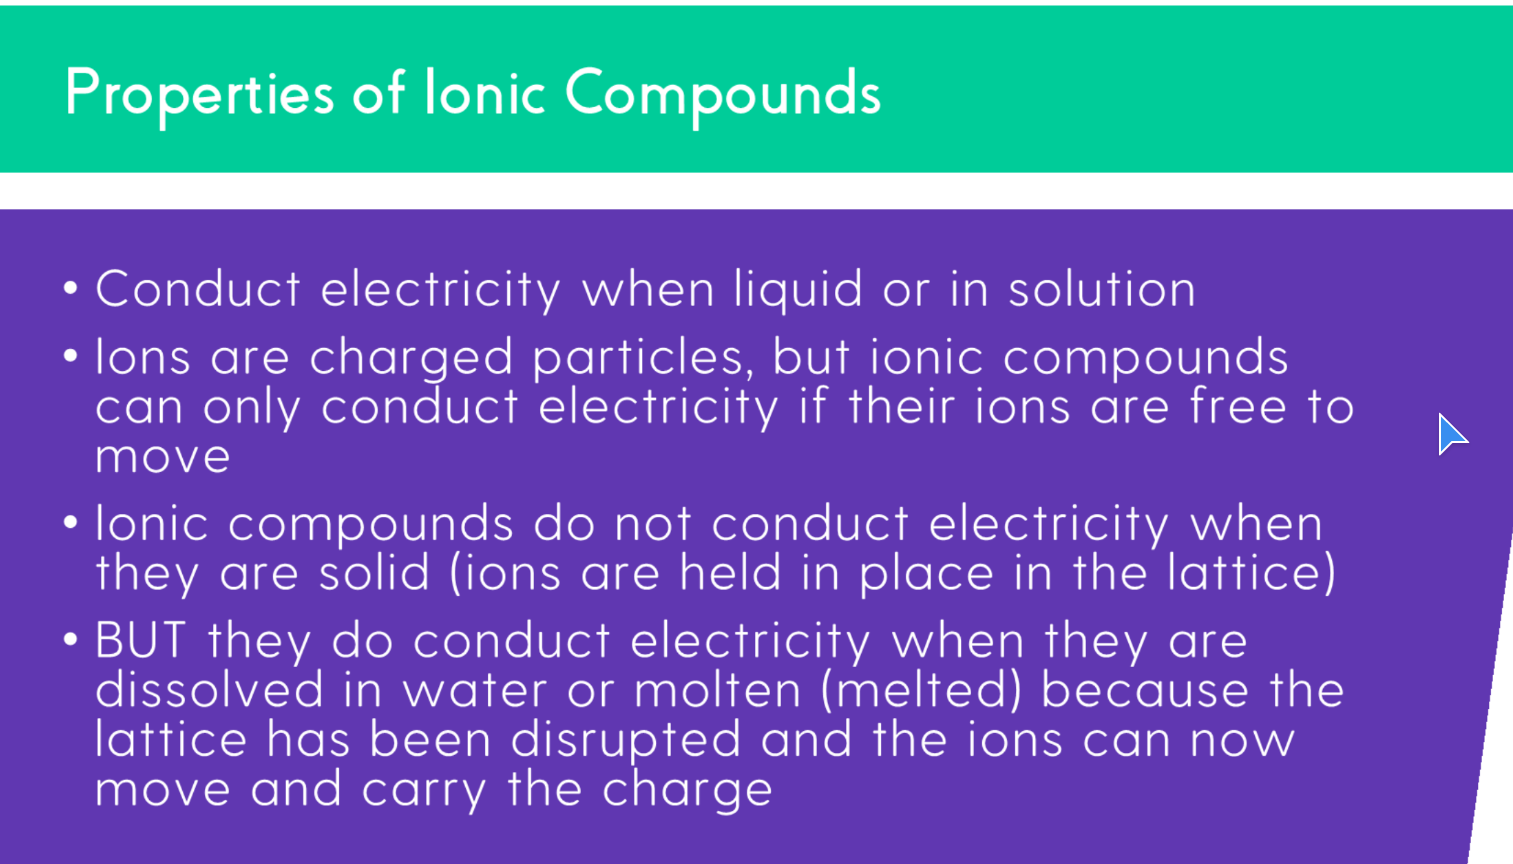 Properties of Ionic Compounds
• Conduct electricity when liquid or in solution
• Ions are charged particles, but ionic compounds
can only conduct electricity if their ions are free to
move
• Ionic compounds do not conduct electricity when
they are solid (ions are held in place in the lattice)
• BUT they do conduct electricity when they are
dissolved in water or molten (melted) because the
lattice has been disrupted and the ions can now
move and carry the charge